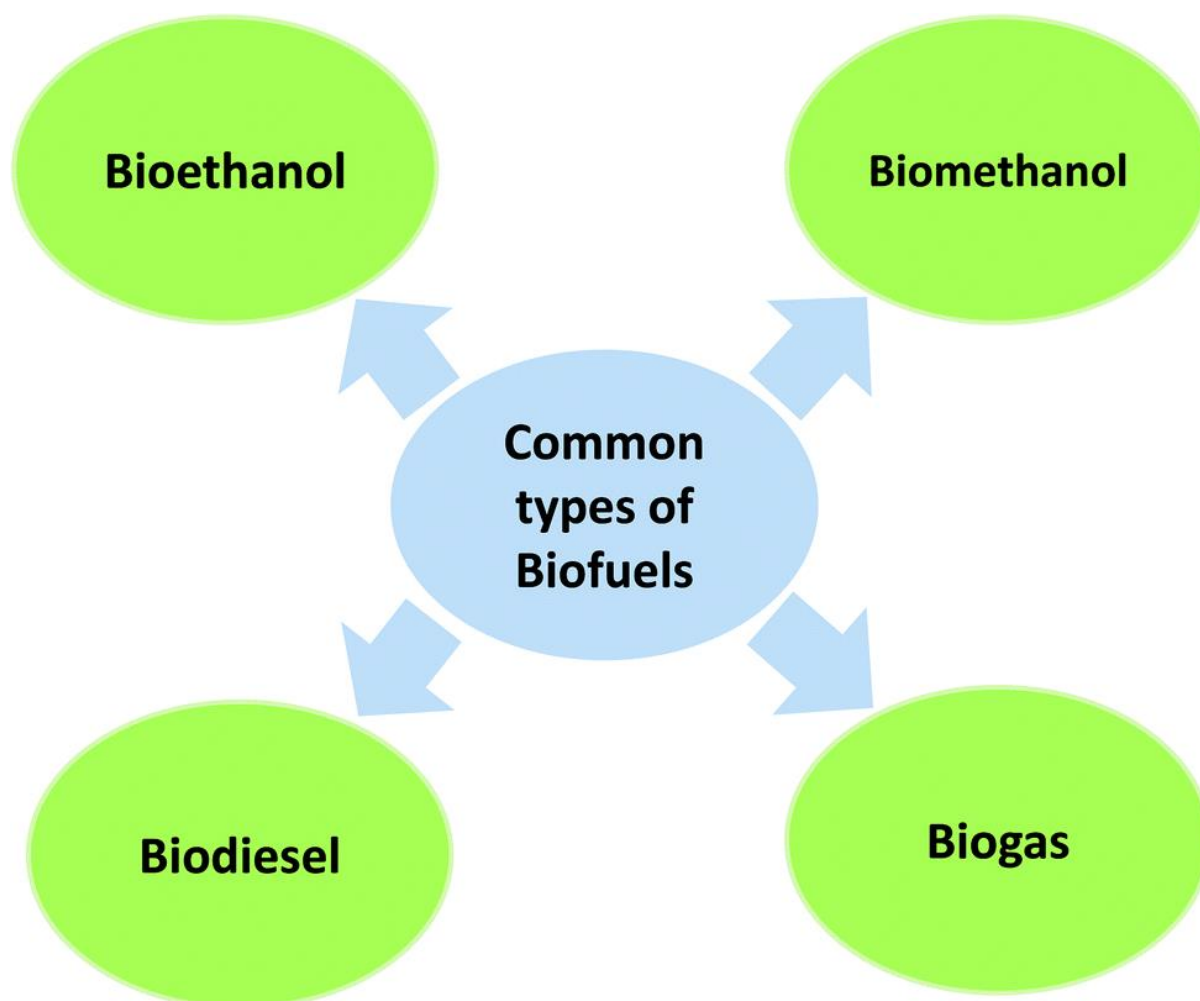 Bioethanol
Biomethanol
Common
types of
Biofuels
Biodiesel
Biogas